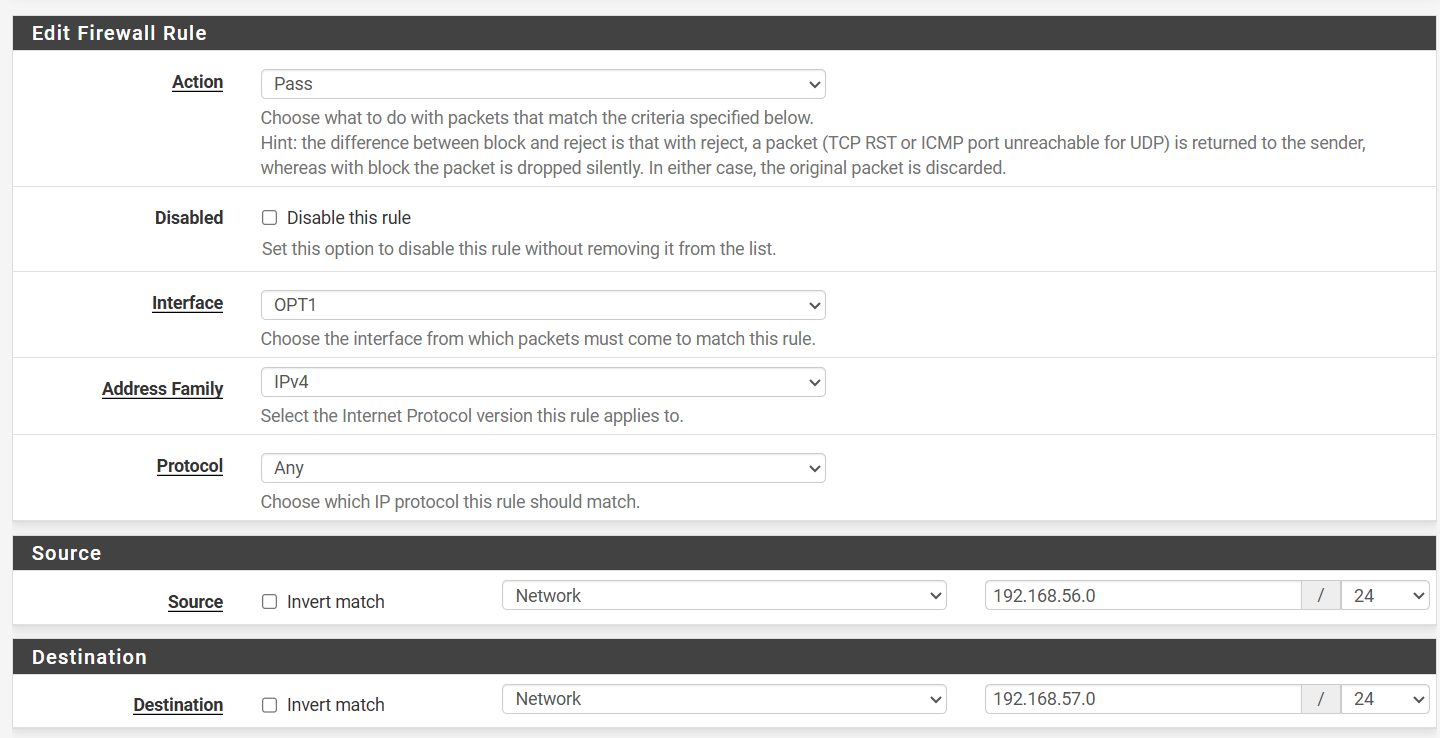 Edit Firewall Rule
Action
Pass
Choose what to do with packets that match the criteria specified below.
Hint: the difference between block and reject is that with reject, a packet (TCP RST or ICMP port unreachable for UDP) is returned to the sender,
whereas with block the packet is dropped silently. In either case, the original packet is discarded.
Disabled
Disable this rule
Set this option to disable this rule without removing it from the list.
Interface
OPT1
Choose the interface from which packets must come to match this rule.
Address Family
IPv4
Select the Internet Protocol version this rule applies to.
Protocol
Any
Choose which IP protocol this rule should match.
Source
Source Invert match Network 192.168.56.0 / 24
Destination
Destination Invert match Network 192.168.57.0 / 24